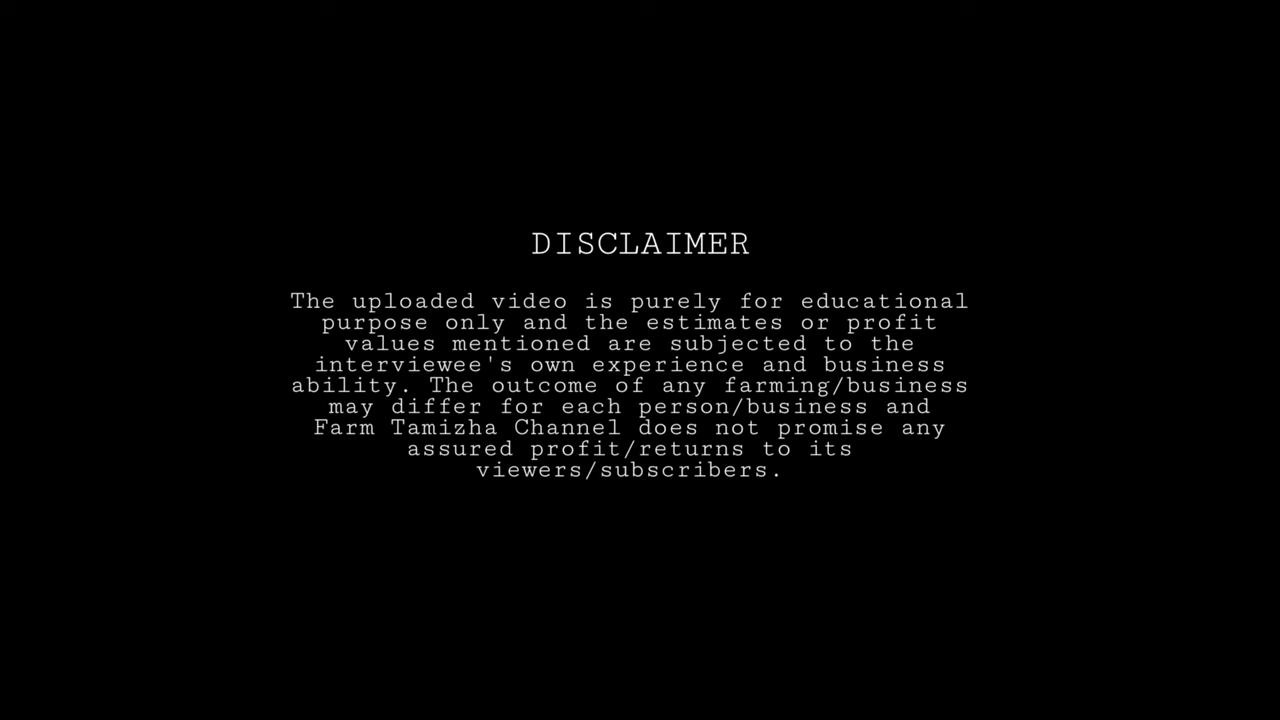 DISCLAIMER
The uploaded video is purely for educational
purpose only and the estimates or profit
values mentioned are subjected to the
interviewee's own experience and business
ability. The outcome of any farming/business
may differ for each person/business and
Farm Tamizha Channel does not promise any
assured profit/returns to its
viewers/subscribers.